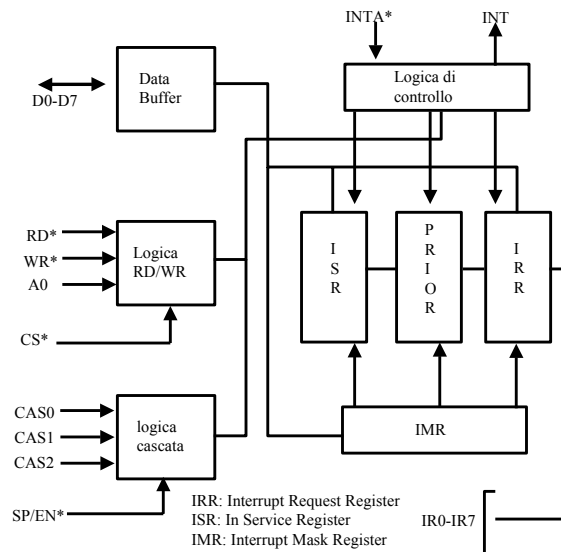 INTA*
INT
Data
Buffer
Logica di
controllo
D0-D7
RD*
WR*
A0
Logica
RD/WR
I
S
R
P
R
I
O
R
I
R
R
CS*
CAS0
CAS1
CAS2
logica
cascata
IMR
SP/EN*
IRR: Interrupt Request Register
ISR: In Service Register
IMR: Interrupt Mask Register
IR0-IR7